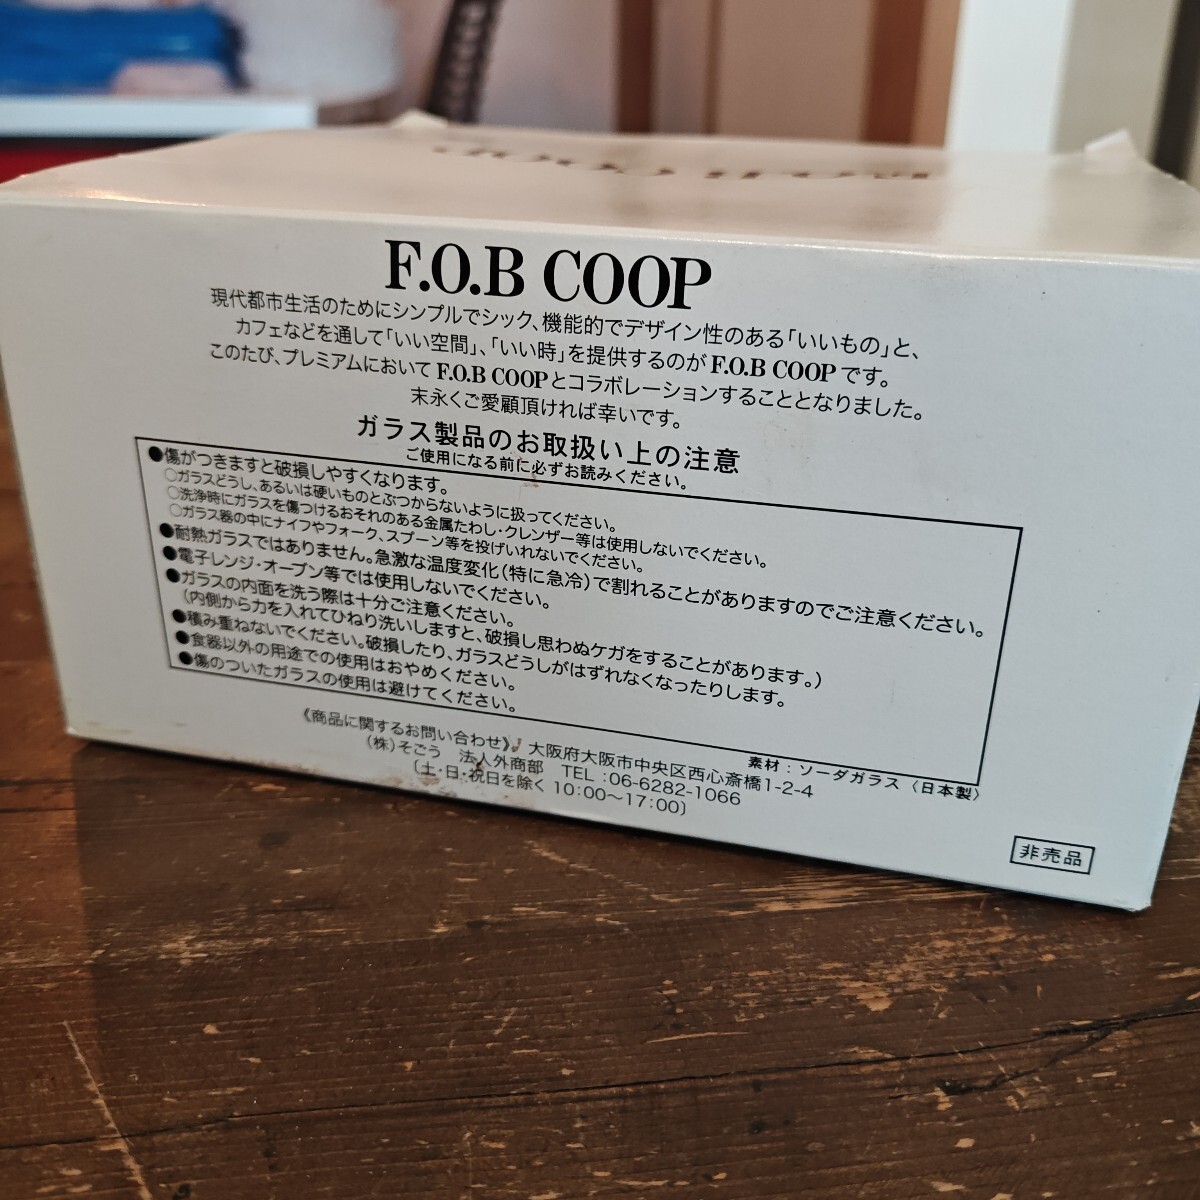 F.O.B COOP
現代都市生活のためにシンプルでシック、機能的でデザイン性のある「いいもの」と、
カフェなどを通して「いい空間」、「いい時」を提供するのが F.O.B COOP です。
このたび、プレミアムにおいて F.O.B COOP とコラボレーションすることとなりました。
末永くご愛顧頂ければ幸いです。
ガラス製品のお取扱い上の注意
ご使用になる前に必ずお読みください。
●傷がつきますと破損しやすくなります。
○ガラスどうし、あるいは硬いものとぶつからないように扱ってください。
○洗浄時にガラスを傷つけるおそれのある金属たわし・クレンザー等は使用しないでください。
○ガラス器の中にナイフやフォーク、スプーン等を投げいれないでください。
●耐熱ガラスではありません。急激な温度変化(特に急冷)で割れることがありますのでご注意ください。
●電子レンジ・オーブン等では使用しないでください。
●ガラスの内面を洗う際は十分ご注意ください。
(内側から力を入れてひねり洗いしますと、破損し思わぬケガをすることがあります。)
●積み重ねないでください。破損したり、ガラスどうしがはずれなくなったりします。
●食器以外の用途での使用はおやめください。
●傷のついたガラスの使用は避けてください。
素材：ソーダガラス〈日本製〉
《商品に関するお問い合わせ》 大阪府大阪市中央区西心斎橋1-2-4
(株)そごう 法人外商部 TEL：06-6282-1066
〔土・日・祝日を除く 10：00～17：00〕
非売品